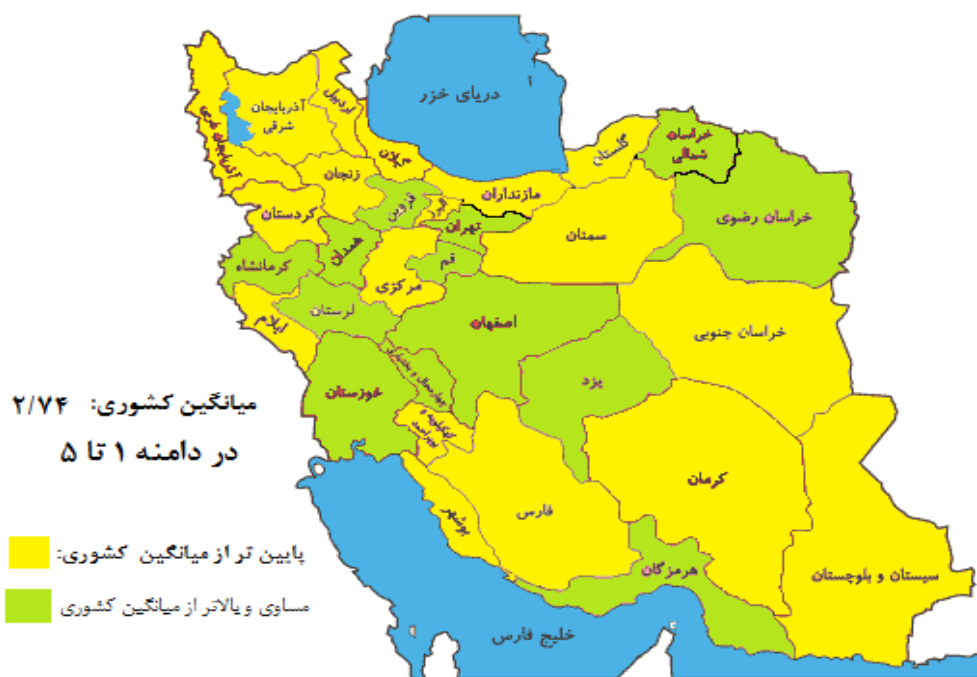 دریای خزر
آذربایجان
شرقی
اردبیل
آذربایجان غربی
گیلان
زنجان
کردستان
قزوین
البرز
تهران
مازنداران
گلستان
خراسان
شمالی
خراسان رضوی
سمنان
همدان
کرمانشاه
قم
مرکزی
لرستان
ایلام
اصفهان
خراسان جنوبی
یزد
چهارمحال و بختیاری
خوزستان
کهکیلویه و
بویراحمد
کرمان
فارس
بوشهر
هرمزگان
سیستان و بلوچستان
خلیج فارس
میانگین کشوری: ۲/۷۴
در دامنه ۱ تا ۵
پایین تر از میانگین کشوری:
مساوی و بالاتر از میانگین کشوری